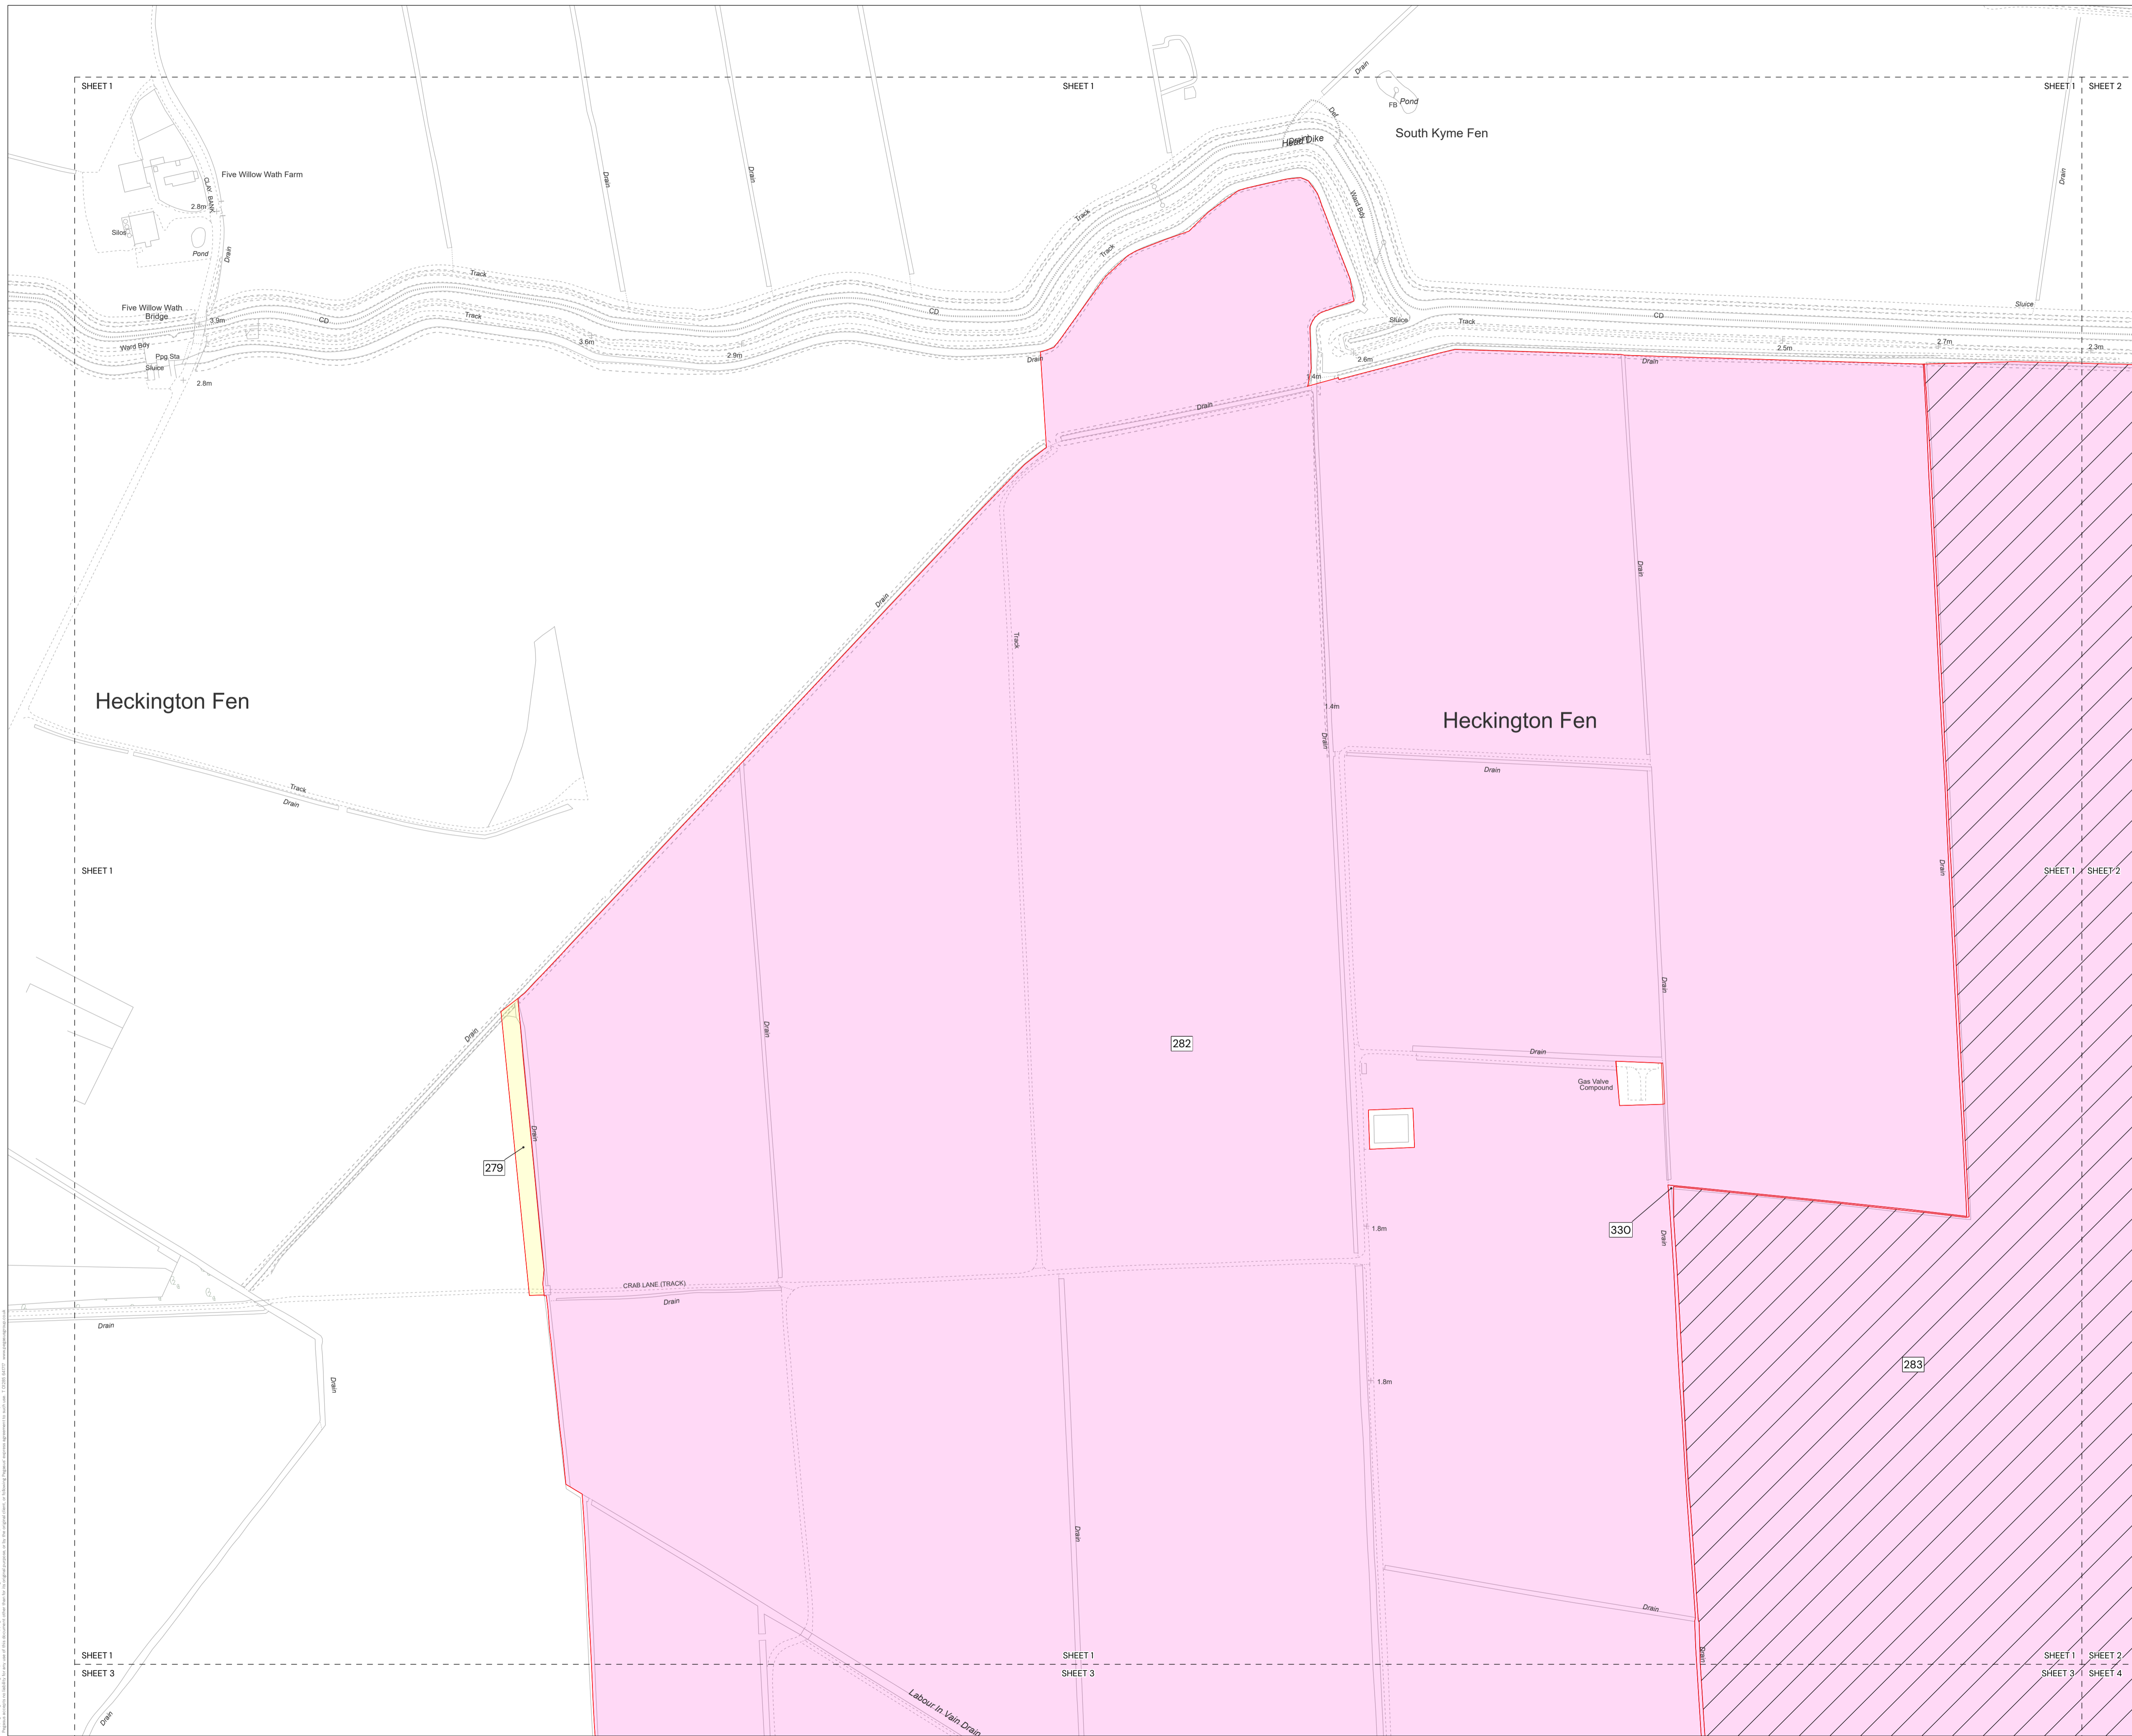 SHEET 1
SHEET 1
SHEET 1
SHEET 2
Drain
FB
Pond
Def
South Kyme Fen
Head Dike
Drain
Five Willow Wath Farm
CLAY BANK
2.8m
Silos
Pond
Drain
Drain
Drain
Drain
Track
Track
Ward Bdy
Track
Track
Five Willow Wath
Bridge
3.9m
CD
CD
CD
Ward Bdy
Ppg Sta
Sluice
2.8m
3.6m
2.9m
Drain
Sluice
Track
2.6m
1.4m
Sluice
2.5m
2.7m
2.3m
Drain
Drain
Drain
Drain
Track
Heckington Fen
Heckington Fen
1.4m
Drain
Drain
Track
Drain
SHEET 1
SHEET 1
SHEET 2
Drain
Drain
Drain
Drain
Drain
282
Drain
Gas Valve
Compound
279
1.8m
330
Drain
CRAB LANE (TRACK)
Drain
Drain
283
Drain
1.8m
Drain
Drain
Drain
SHEET 1
SHEET 1
SHEET 1
SHEET 2
SHEET 3
SHEET 3
SHEET 3
SHEET 4
Drain
Labour In Vain Drain